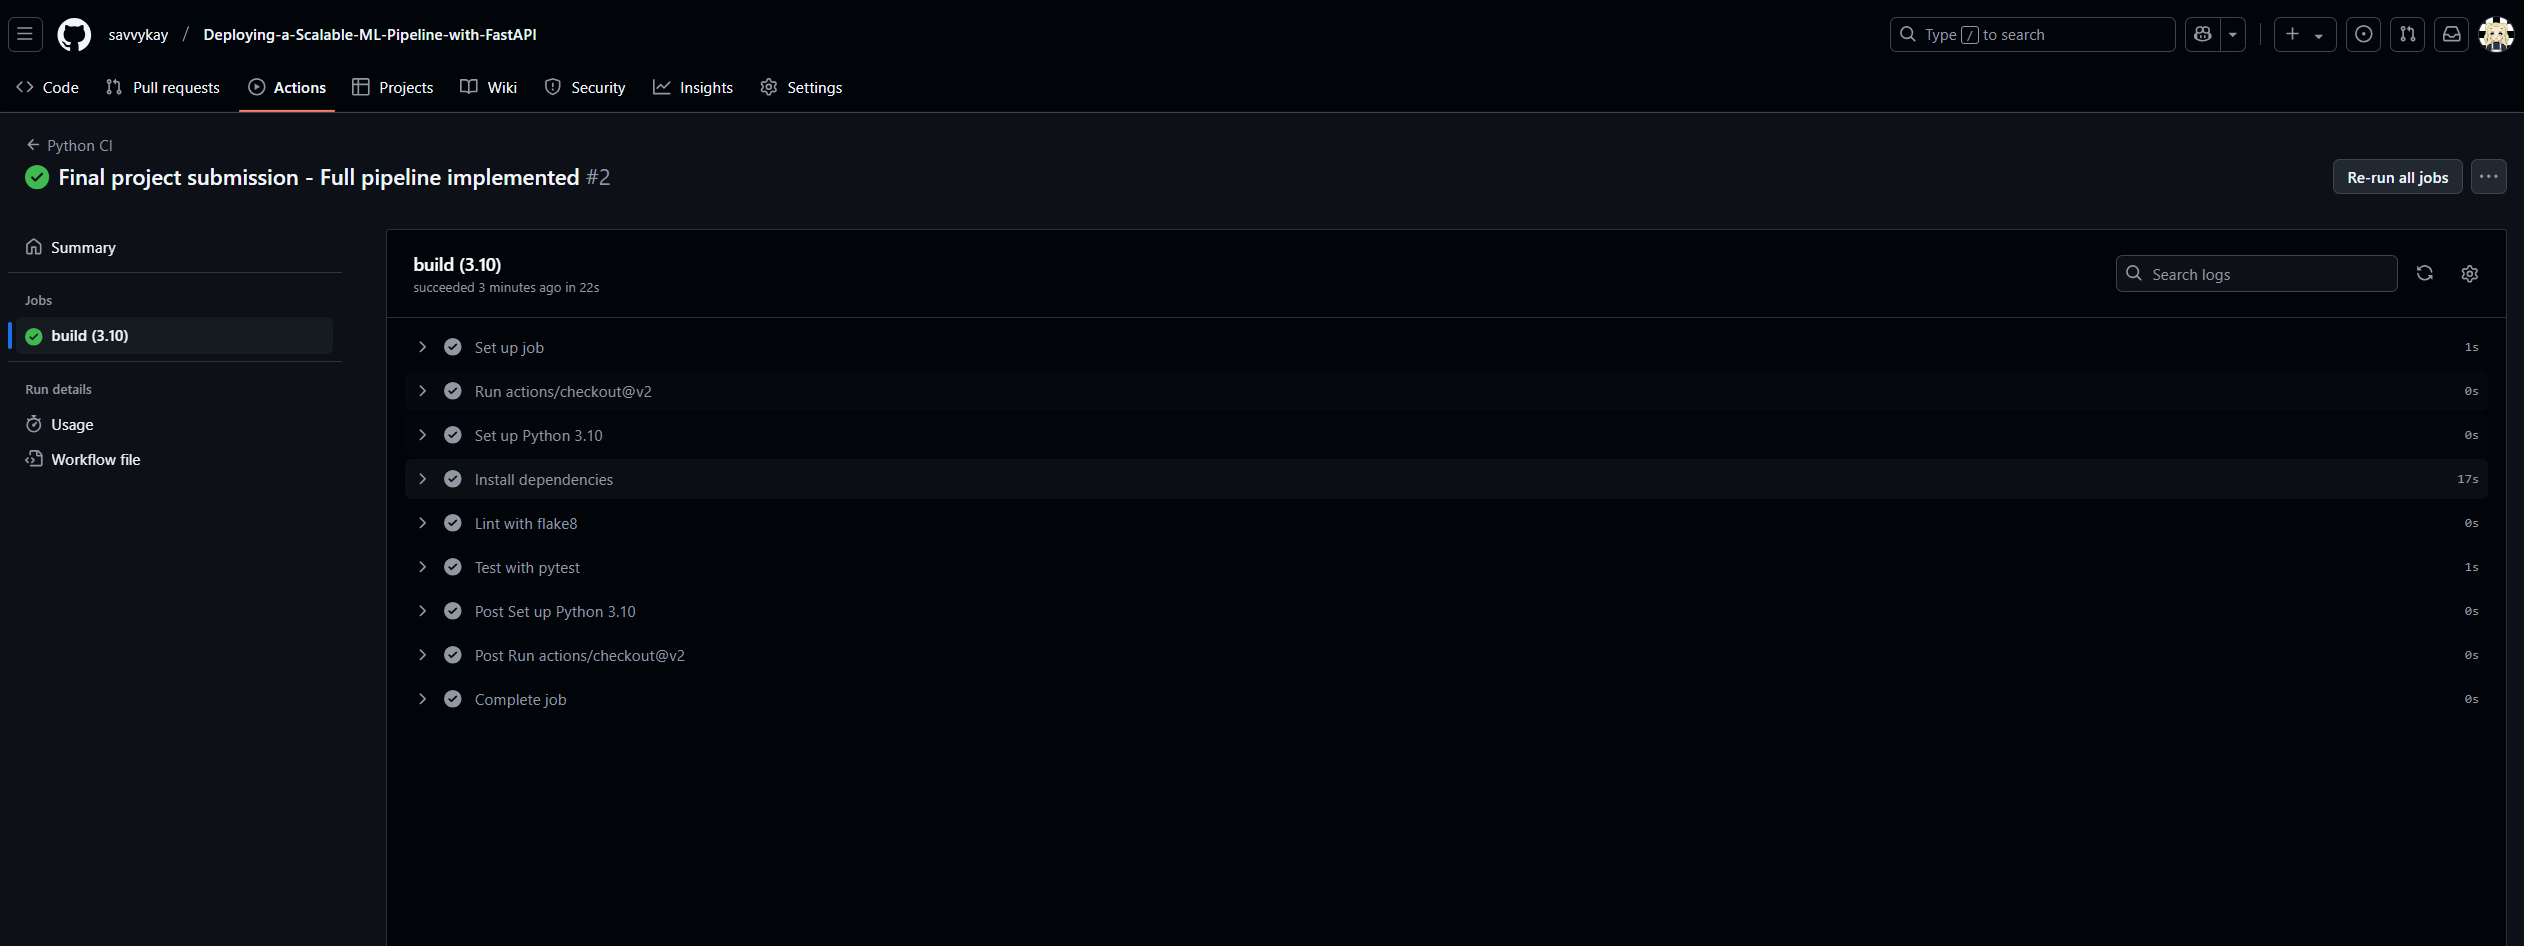 savvykay / Deploying-a-Scalable-ML-Pipeline-with-FastAPI
Type / to search
Code Pull requests Actions Projects Wiki Security Insights Settings
Python CI
Final project submission - Full pipeline implemented #2
Re-run all jobs
Summary
Jobs
build (3.10)
Run details
Usage
Workflow file
build (3.10)
succeeded 3 minutes ago in 22s
Search logs
Set up job 1s
Run actions/checkout@v2 0s
Set up Python 3.10 0s
Install dependencies 17s
Lint with flake8 0s
Test with pytest 1s
Post Set up Python 3.10 0s
Post Run actions/checkout@v2 0s
Complete job 0s